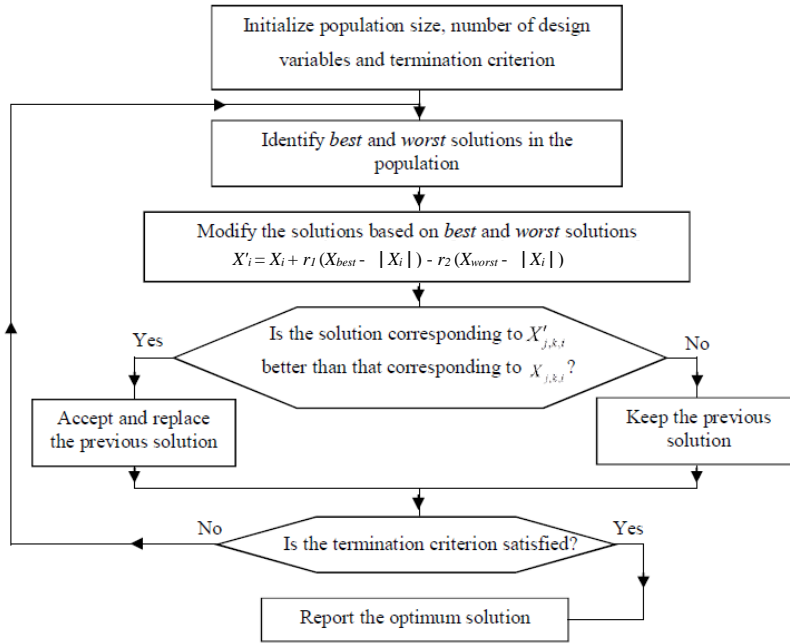 Initialize population size, number of design
variables and termination criterion
Identify best and worst solutions in the
population
Modify the solutions based on best and worst solutions
X'i = Xi + r1 (Xbest - |Xi|) - r2 (Xworst - |Xi|)
Is the solution corresponding to X'j,k,i
better than that corresponding to Xj,k,i?
Yes
No
Accept and replace
the previous solution
Keep the previous
solution
Is the termination criterion satisfied?
No
Yes
Report the optimum solution